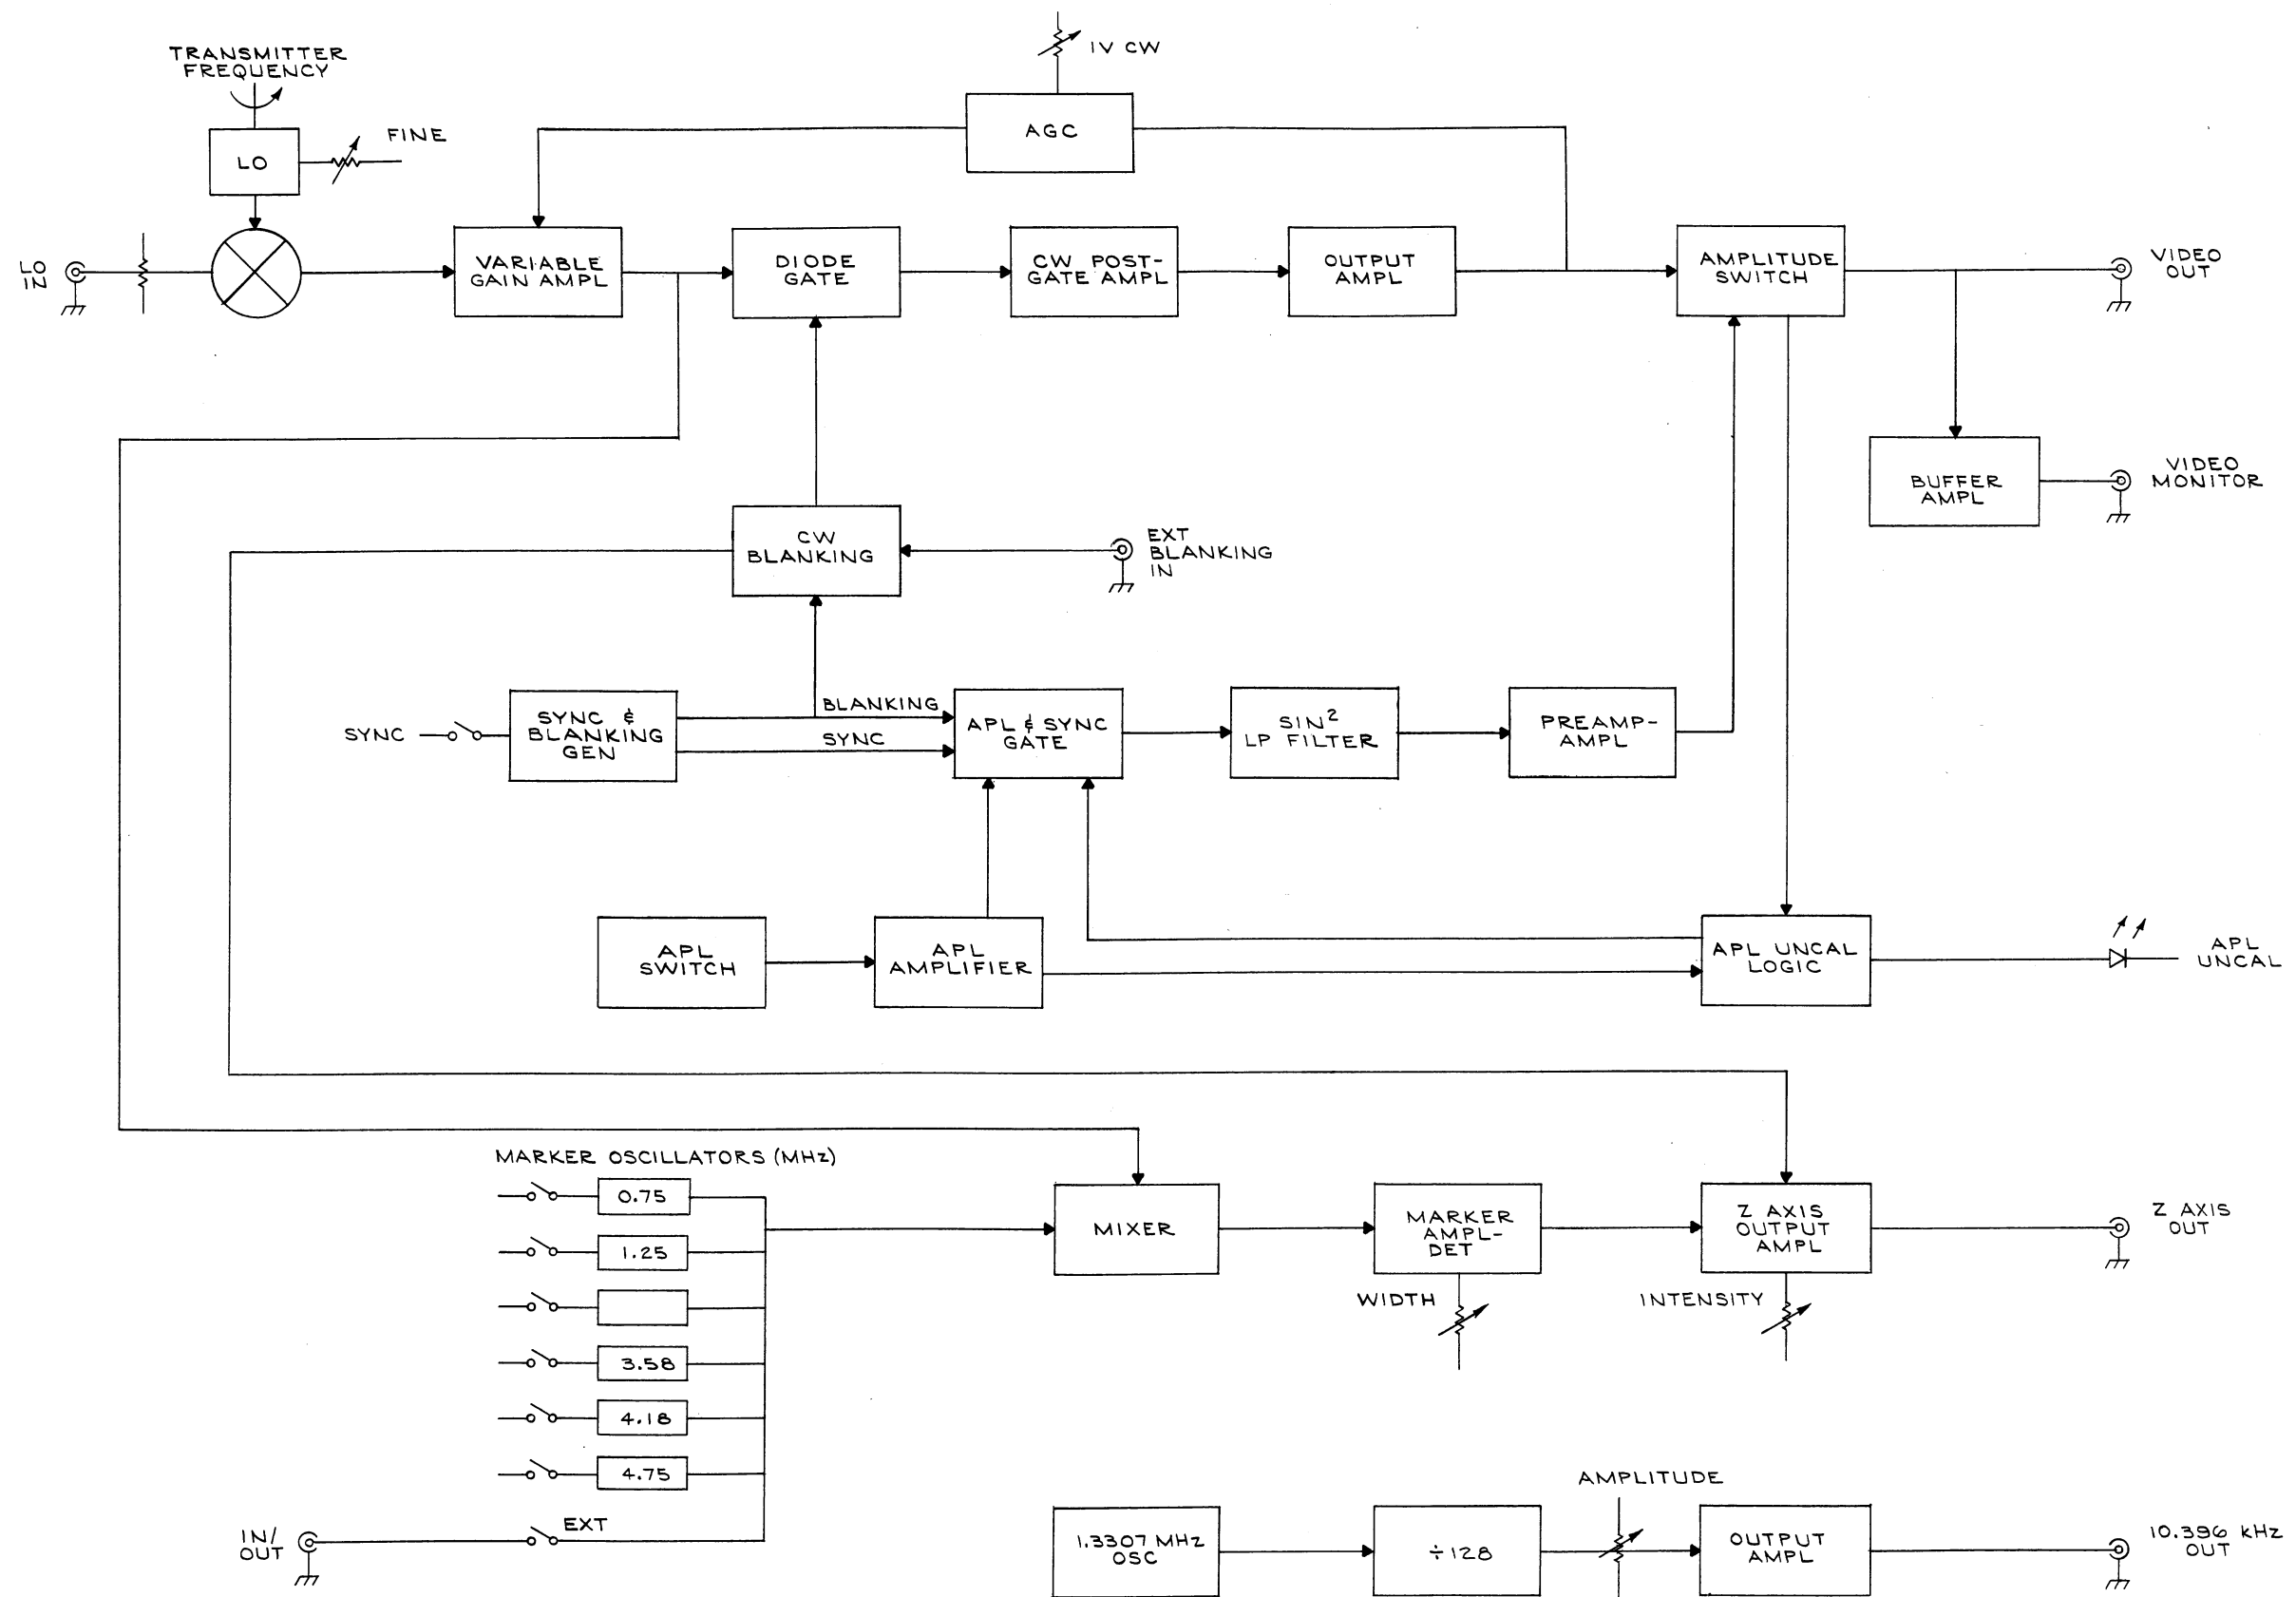 TRANSMITTER
FREQUENCY
1V CW
FINE
AGC
LO
LO
IN
VARIABLE
GAIN AMPL
DIODE
GATE
CW POST-
GATE AMPL
OUTPUT
AMPL
AMPLITUDE
SWITCH
VIDEO
OUT
BUFFER
AMPL
VIDEO
MONITOR
CW
BLANKING
EXT
BLANKING
IN
SYNC
SYNC &
BLANKING
GEN
BLANKING
SYNC
APL & SYNC
GATE
SIN²
LP FILTER
PREAMP-
AMPL
APL
SWITCH
APL
AMPLIFIER
APL UNCAL
LOGIC
APL
UNCAL
MARKER OSCILLATORS (MHz)
0.75
1.25
3.58
4.18
4.75
EXT
IN/
OUT
MIXER
MARKER
AMPL-
DET
WIDTH
Z AXIS
OUTPUT
AMPL
INTENSITY
Z AXIS
OUT
1.3307 MHz
OSC
÷128
AMPLITUDE
OUTPUT
AMPL
10.396 kHz
OUT